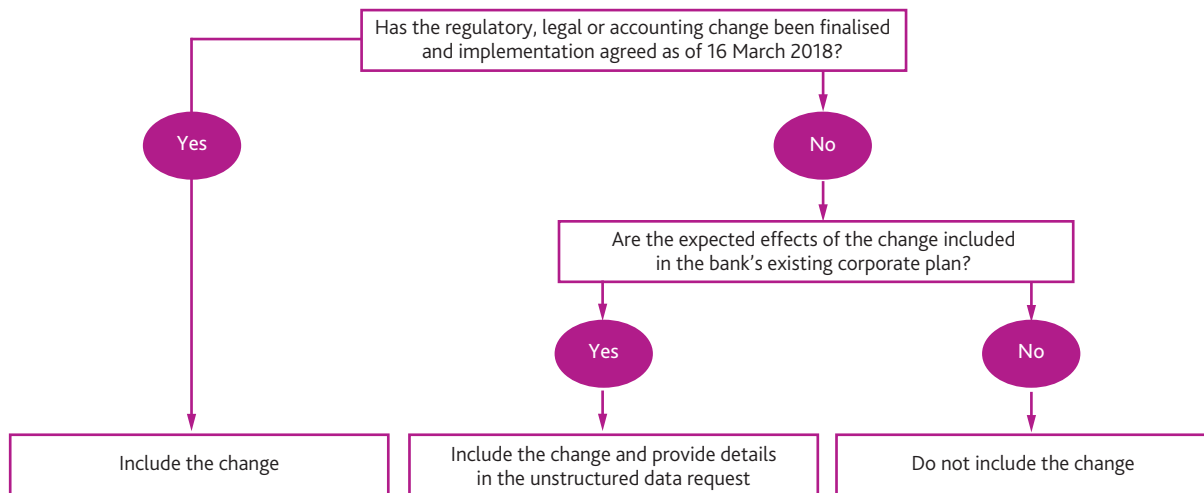 Has the regulatory, legal or accounting change been finalised
and implementation agreed as of 16 March 2018?
Yes
No
Are the expected effects of the change included
in the bank’s existing corporate plan?
Yes
No
Include the change
Include the change and provide details
in the unstructured data request
Do not include the change